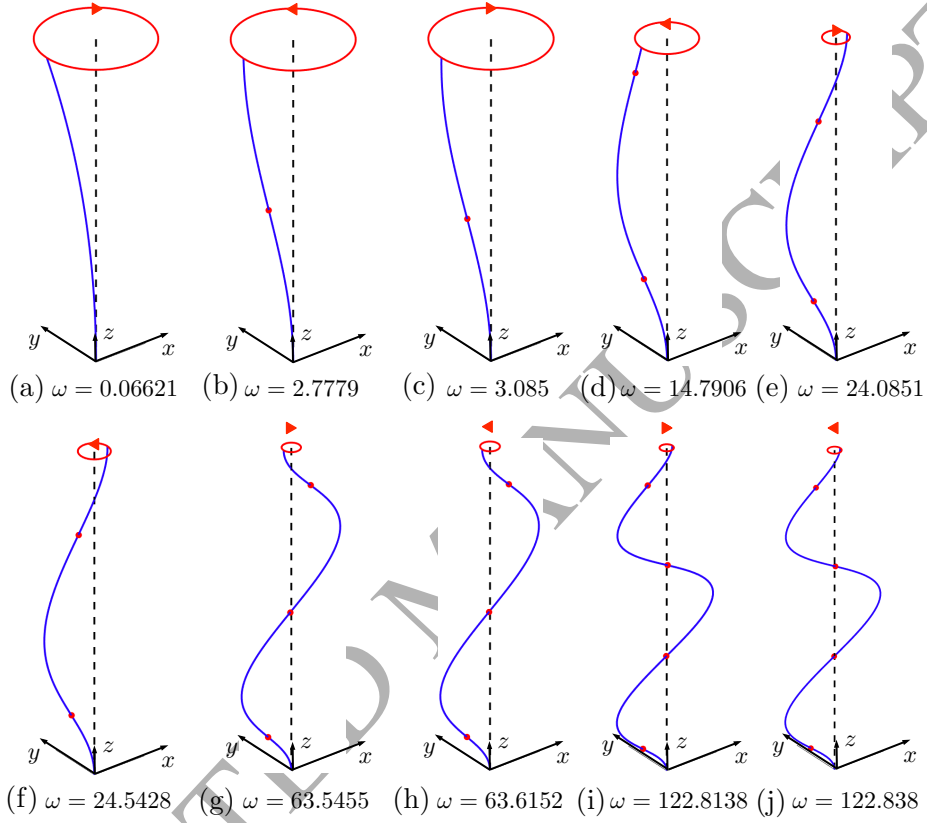 y z x y z x y z x y z x y z x
(a) ω = 0.06621 (b) ω = 2.7779 (c) ω = 3.085 (d) ω = 14.7906 (e) ω = 24.0851
y z x y z x y z x y z x y z x
(f) ω = 24.5428 (g) ω = 63.5455 (h) ω = 63.6152 (i) ω = 122.8138 (j) ω = 122.838